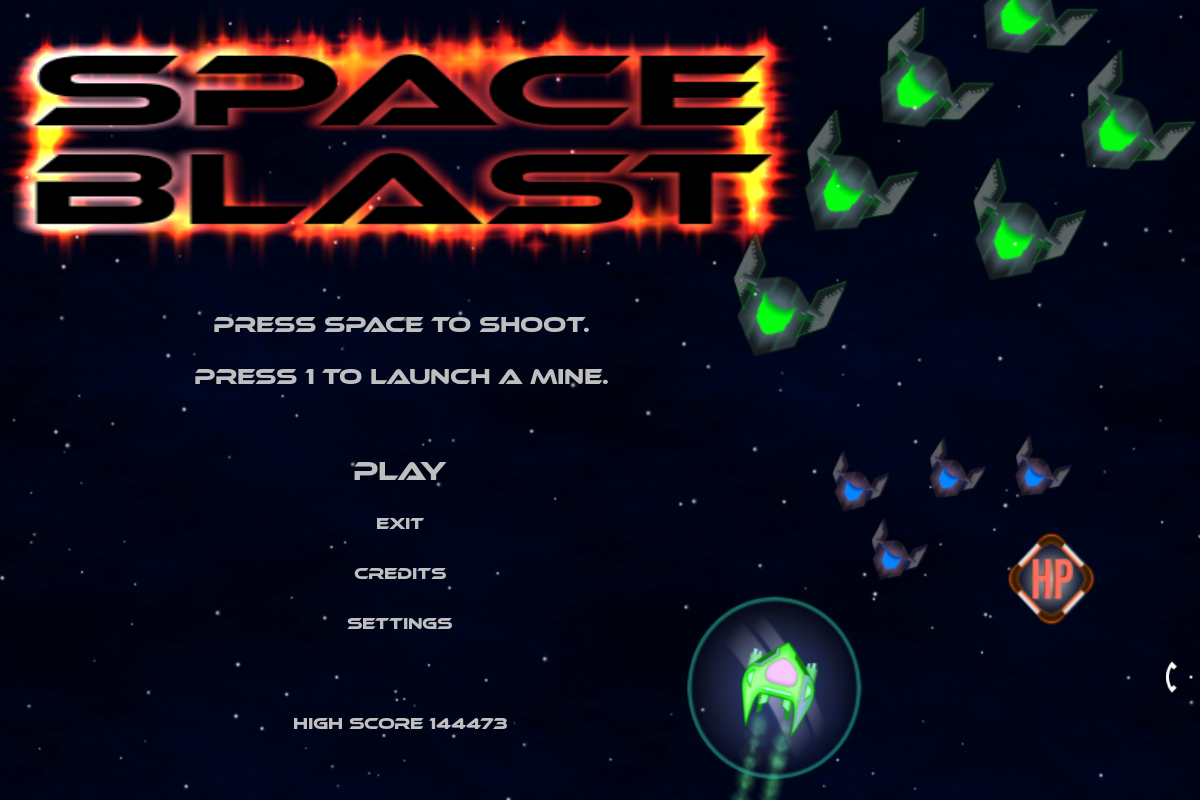 SPACE
BLAST
PRESS SPACE TO SHOOT.
PRESS 1 TO LAUNCH A MINE.
PLAY
EXIT
CREDITS
SETTINGS
HP
HIGH SCORE 144473